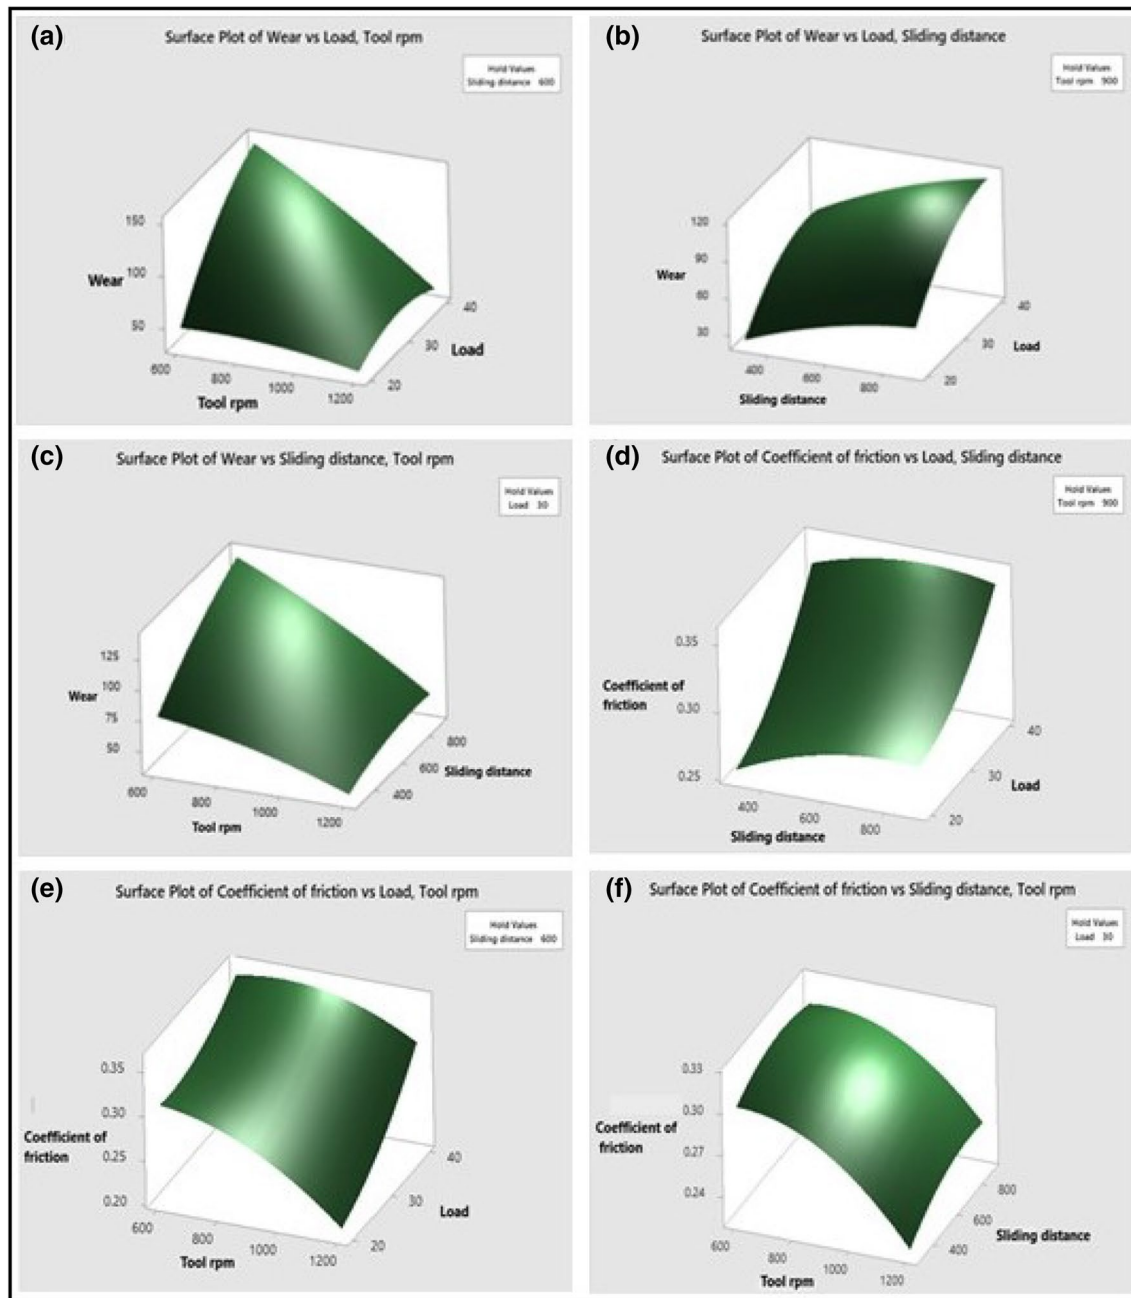 (a)
Surface Plot of Wear vs Load, Tool rpm
Hold Values
Sliding distance 600
150
100
50
Wear
600
800
1000
1200
Tool rpm
20
30
40
Load
(b)
Surface Plot of Wear vs Load, Sliding distance
Hold Values
Tool rpm 900
120
90
60
30
Wear
400
600
800
Sliding distance
20
30
40
Load
(c)
Surface Plot of Wear vs Sliding distance, Tool rpm
Hold Values
Load 30
125
100
75
50
Wear
600
800
1000
1200
Tool rpm
400
600
800
Sliding distance
(d)
Surface Plot of Coefficient of friction vs Load, Sliding distance
Hold Values
Tool rpm 900
0.35
0.30
0.25
Coefficient of
friction
400
600
800
Sliding distance
20
30
40
Load
(e)
Surface Plot of Coefficient of friction vs Load, Tool rpm
Hold Values
Sliding distance 600
0.35
0.30
0.25
0.20
Coefficient of
friction
600
800
1000
1200
Tool rpm
20
30
40
Load
(f)
Surface Plot of Coefficient of friction vs Sliding distance, Tool rpm
Hold Values
Load 30
0.33
0.30
0.27
0.24
Coefficient of
friction
600
800
1000
1200
Tool rpm
400
600
800
Sliding distance